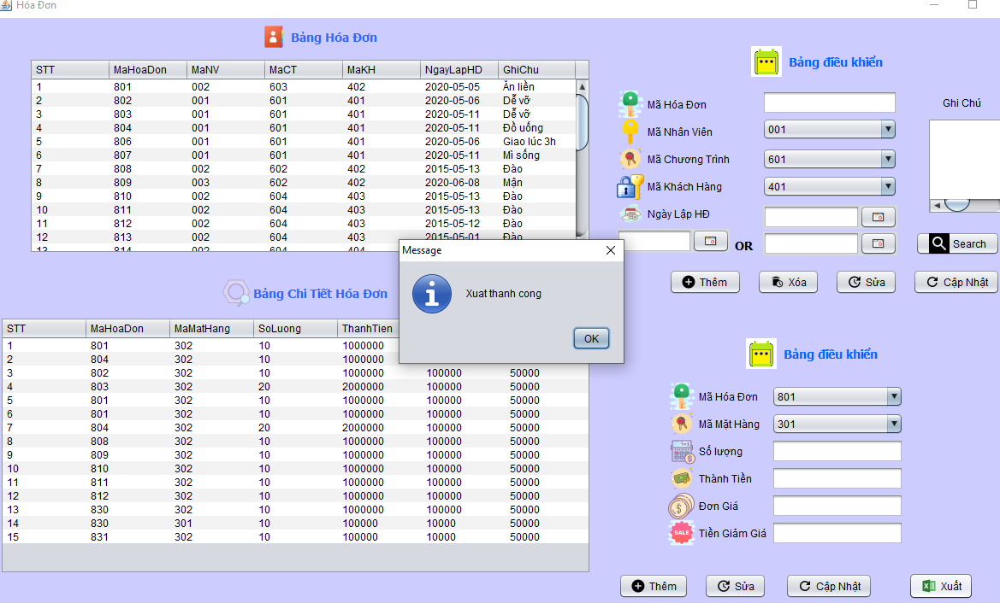 Hóa Đơn
Bảng Hóa Đơn
STT MaHoaDon MaNV MaCT MaKH NgayLapHD GhiChu
1 801 002 603 402 2020-05-05 Ăn liền
2 802 001 601 401 2020-05-06 Dễ vỡ
3 803 001 601 401 2020-05-11 Dễ vỡ
4 804 001 601 401 2020-05-11 Đồ uống
5 806 001 601 401 2020-05-06 Giao lúc 3h
6 807 001 601 401 2020-05-11 Mì sống
7 808 002 602 402 2015-05-13 Đào
8 809 003 602 402 2020-06-08 Mận
9 810 002 604 403 2015-05-13 Đào
10 811 002 604 403 2015-05-13 Đào
11 812 002 604 403 2015-05-12 Đào
12 813 002 604 403 2015-05-01 Đào
13 814 002 604 404
Bảng điều khiển
Mã Hóa Đơn
Mã Nhân Viên 001
Mã Chương Trình 601
Mã Khách Hàng 401
Ngày Lập HĐ
OR
Ghi Chú
Search
Thêm Xóa Sửa Cập Nhật
Message
Xuat thanh cong
OK
Bảng Chi Tiết Hóa Đơn
STT MaHoaDon MaMatHang SoLuong ThanhTien
1 801 302 10 1000000
2 804 302 10 1000000
3 802 302 10 1000000 100000 50000
4 803 302 20 2000000 100000 50000
5 801 302 10 1000000 100000 50000
6 801 302 10 1000000 100000 50000
7 804 302 20 2000000 100000 50000
8 808 302 10 1000000 100000 50000
9 809 302 10 1000000 100000 50000
10 810 302 10 1000000 100000 50000
11 811 302 10 1000000 100000 50000
12 812 302 10 1000000 100000 50000
13 830 302 10 1000000 100000 50000
14 830 301 10 100000 10000 50000
15 831 302 10 100000 10000 50000
Bảng điều khiển
Mã Hóa Đơn 801
Mã Mặt Hàng 301
Số lượng
Thành Tiền
Đơn Giá
SALE Tiền Giảm Giá
Thêm Sửa Cập Nhật Xuất